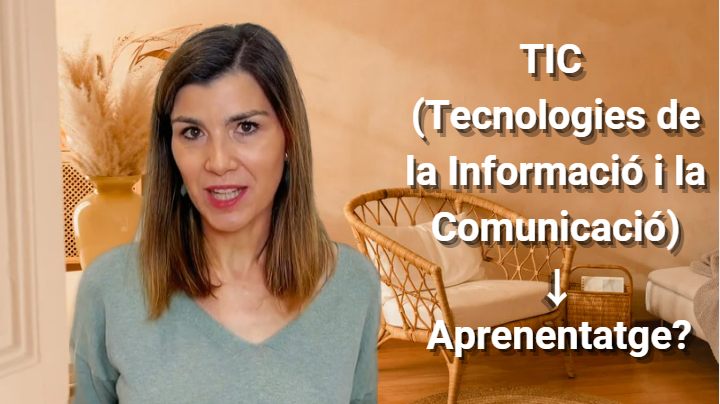 TIC
(Tecnologies de
la Informació i la
Comunicació)
↓
Aprenentatge?